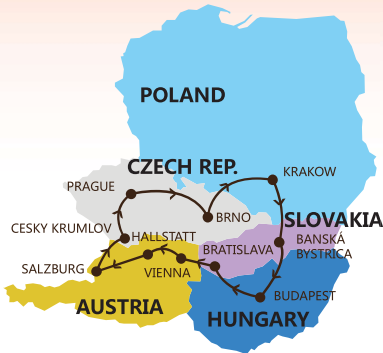 POLAND
CZECH REP.
KRAKOW
PRAGUE
BRNO
SLOVAKIA
CESKY KRUMLOV
HALLSTATT
BANSKÁ
BYSTRICA
BRATISLAVA
SALZBURG
VIENNA
BUDAPEST
AUSTRIA
HUNGARY